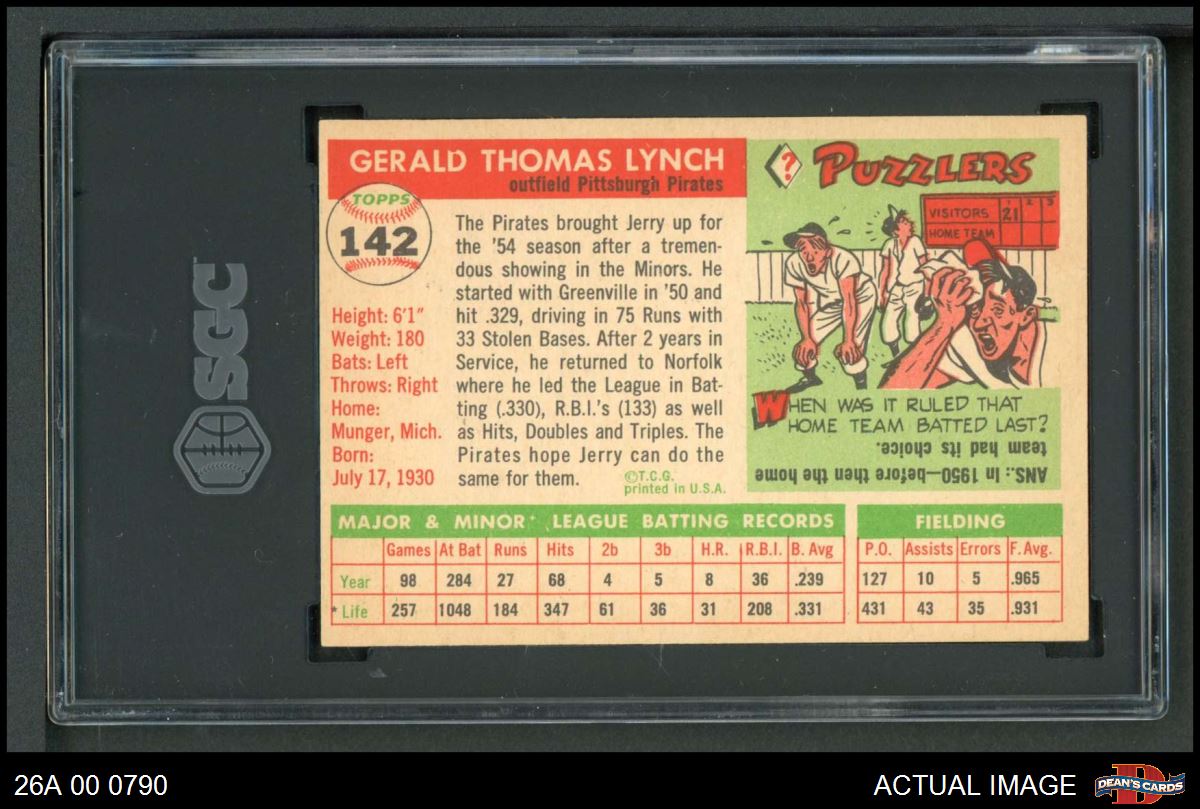 SGC
GERALD THOMAS LYNCH
outfield Pittsburgh Pirates
TOPPS
142
Height: 6'1"
Weight: 180
Bats: Left
Throws: Right
Home:
Munger, Mich.
Born:
July 17, 1930
The Pirates brought Jerry up for
the '54 season after a tremen-
dous showing in the Minors. He
started with Greenville in '50 and
hit .329, driving in 75 Runs with
33 Stolen Bases. After 2 years in
Service, he returned to Norfolk
where he led the League in Bat-
ting (.330), R.B.I.'s (133) as well
as Hits, Doubles and Triples. The
Pirates hope Jerry can do the
same for them.
©T.C.G.
printed in U.S.A.
? PUZZLERS
1 2 3
VISITORS 21
HOME TEAM
WHEN WAS IT RULED THAT
HOME TEAM BATTED LAST?
ANS.: In 1950—before then the home
team had its choice.
MAJOR & MINOR* LEAGUE BATTING RECORDS
Games At Bat Runs Hits 2b 3b H.R. R.B.I. B. Avg
Year 98 284 27 68 4 5 8 36 .239
* Life 257 1048 184 347 61 36 31 208 .331
FIELDING
P.O. Assists Errors F. Avg.
127 10 5 .965
431 43 35 .931
26A 00 0790
ACTUAL IMAGE
D
DEAN'S CARDS